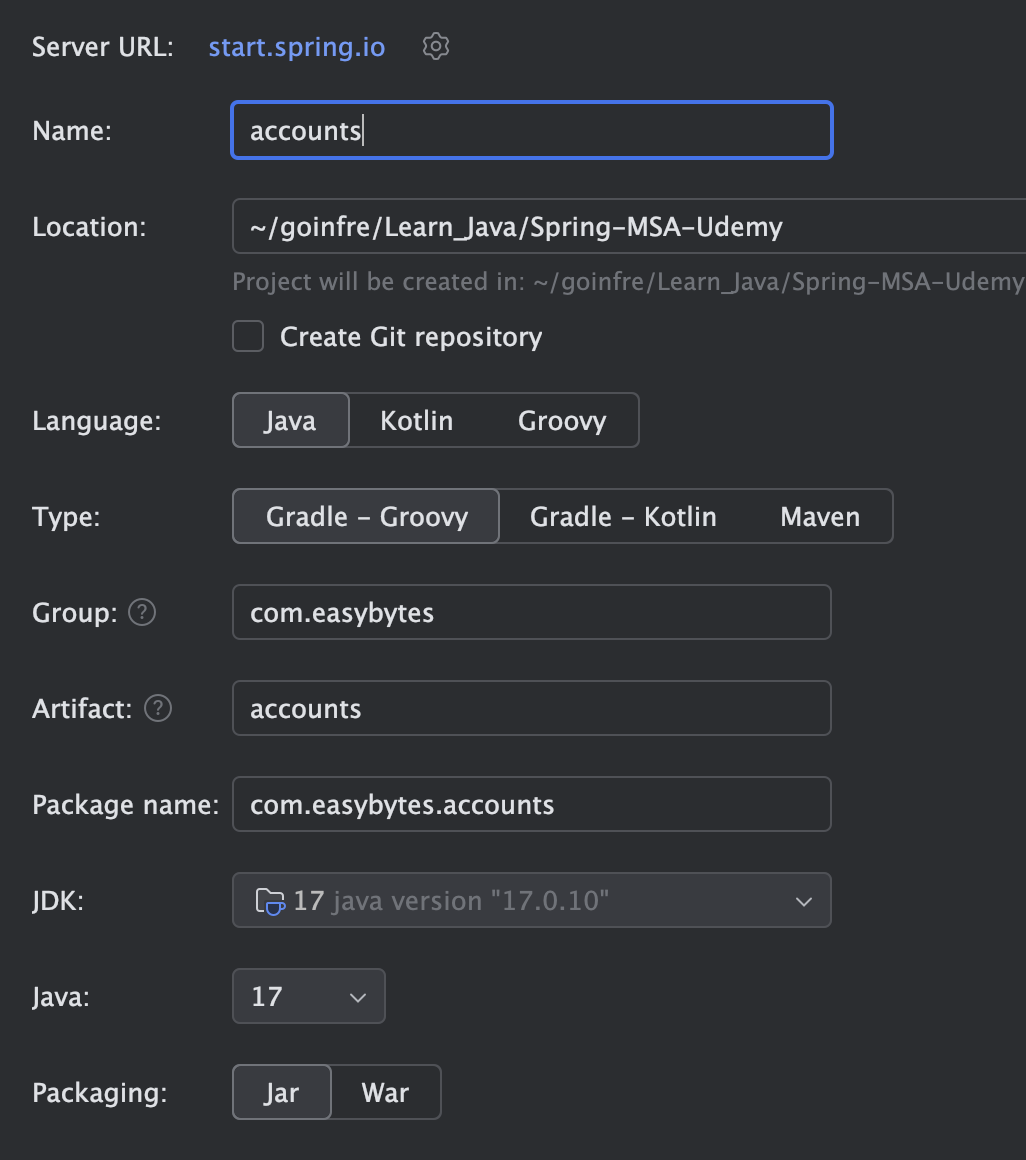 Server URL: start.spring.io
Name: accounts
Location: ~/goinfre/Learn_Java/Spring-MSA-Udemy
Project will be created in: ~/goinfre/Learn_Java/Spring-MSA-Udemy
Create Git repository
Language: Java Kotlin Groovy
Type: Gradle - Groovy Gradle - Kotlin Maven
Group: ? com.easybytes
Artifact: ? accounts
Package name: com.easybytes.accounts
JDK: 17 java version "17.0.10"
Java: 17
Packaging: Jar War